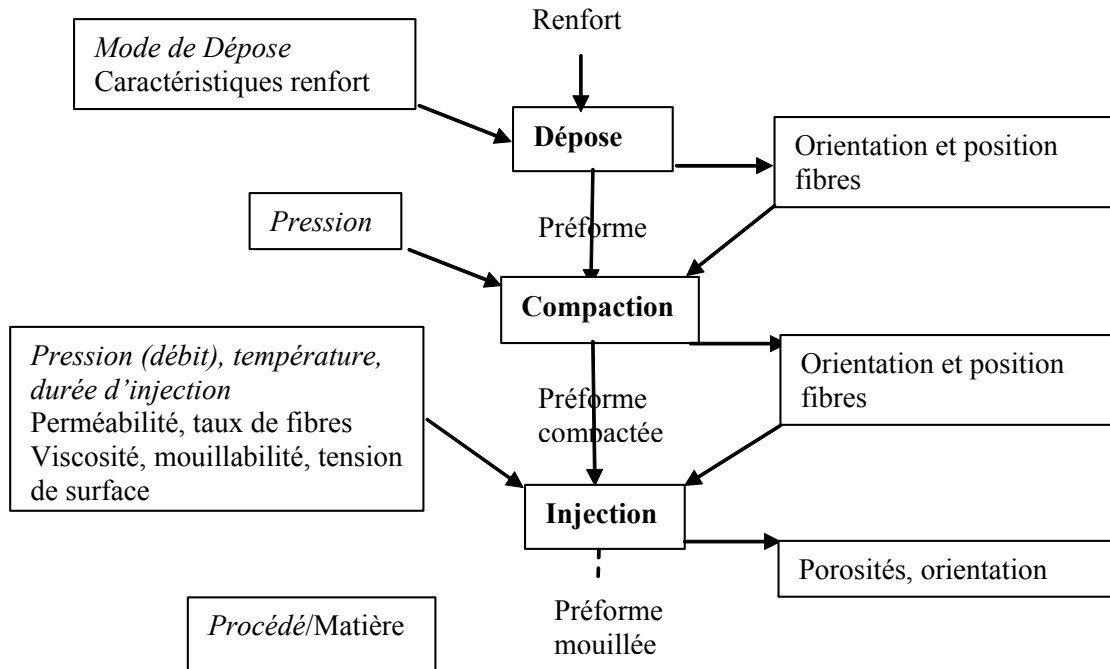 Renfort
Mode de Dépose
Caractéristiques renfort
Dépose
Orientation et position
fibres
Pression
Préforme
Compaction
Pression (débit), température,
durée d’injection
Perméabilité, taux de fibres
Viscosité, mouillabilité, tension
de surface
Orientation et position
fibres
Préforme
compactée
Injection
Porosités, orientation
Procédé/Matière
Préforme
mouillée